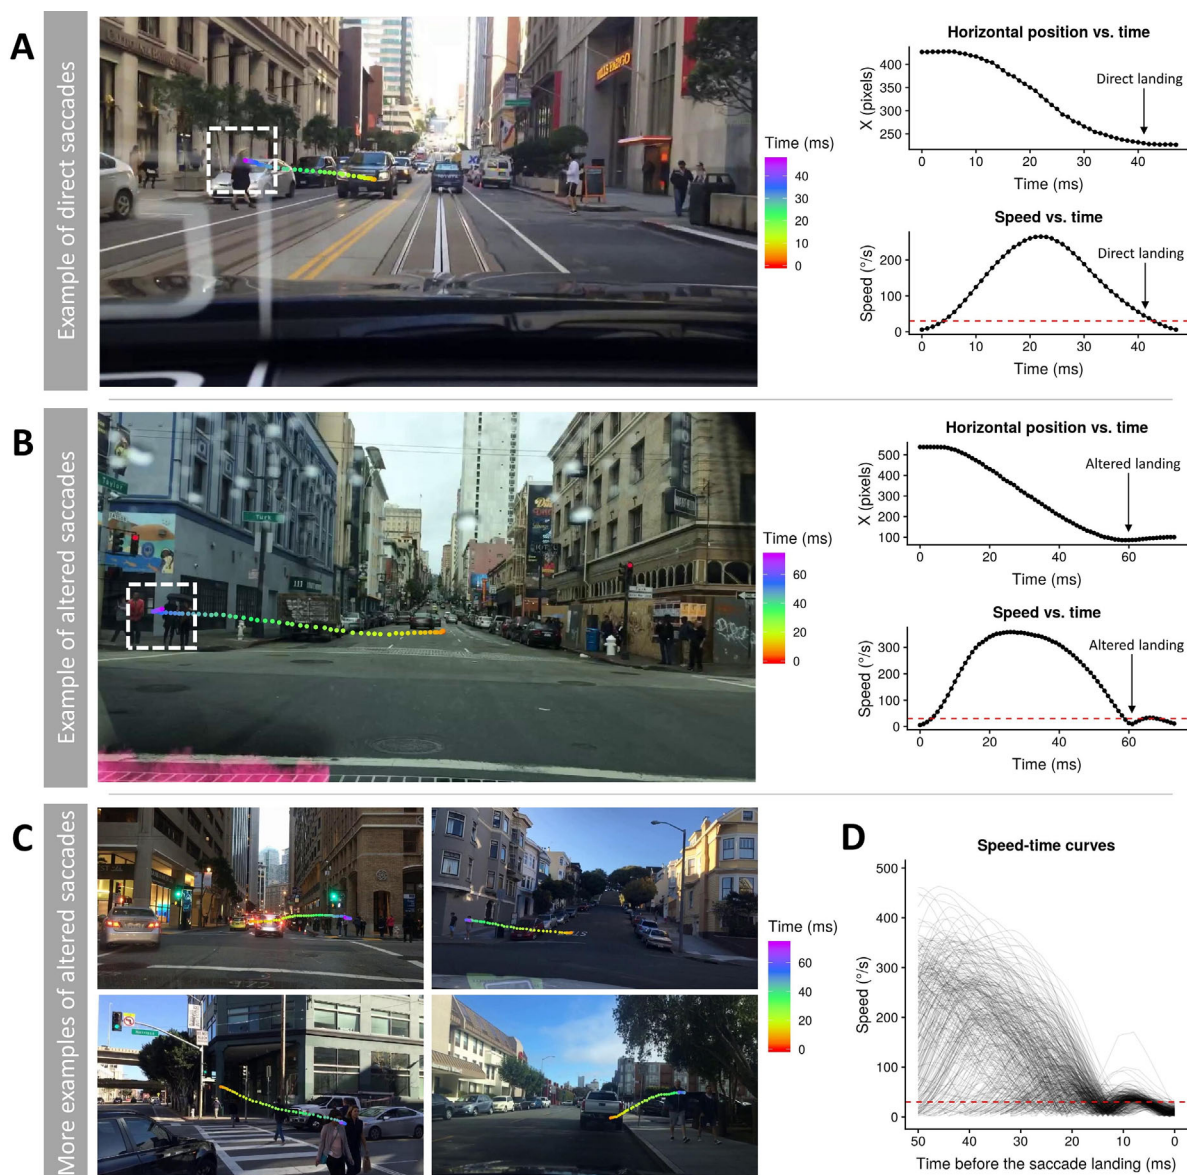 A
Example of direct saccades
WELLS FARGO
Time (ms)
40
30
20
10
0
Horizontal position vs. time
X (pixels)
400
350
300
250
Direct landing
0 10 20 30 40
Time (ms)
Speed vs. time
Speed (°/s)
200
100
0
Direct landing
0 10 20 30 40
Time (ms)
B
Example of altered saccades
Taylor
Turk
HOTEL
Time (ms)
60
40
20
0
Horizontal position vs. time
X (pixels)
500
400
300
200
100
Altered landing
0 20 40 60
Time (ms)
Speed vs. time
Speed (°/s)
300
200
100
0
Altered landing
0 20 40 60
Time (ms)
C
More examples of altered saccades
Time (ms)
60
40
20
0
D
Speed-time curves
Speed (°/s)
500
400
300
200
100
0
50 40 30 20 10 0
Time before the saccade landing (ms)